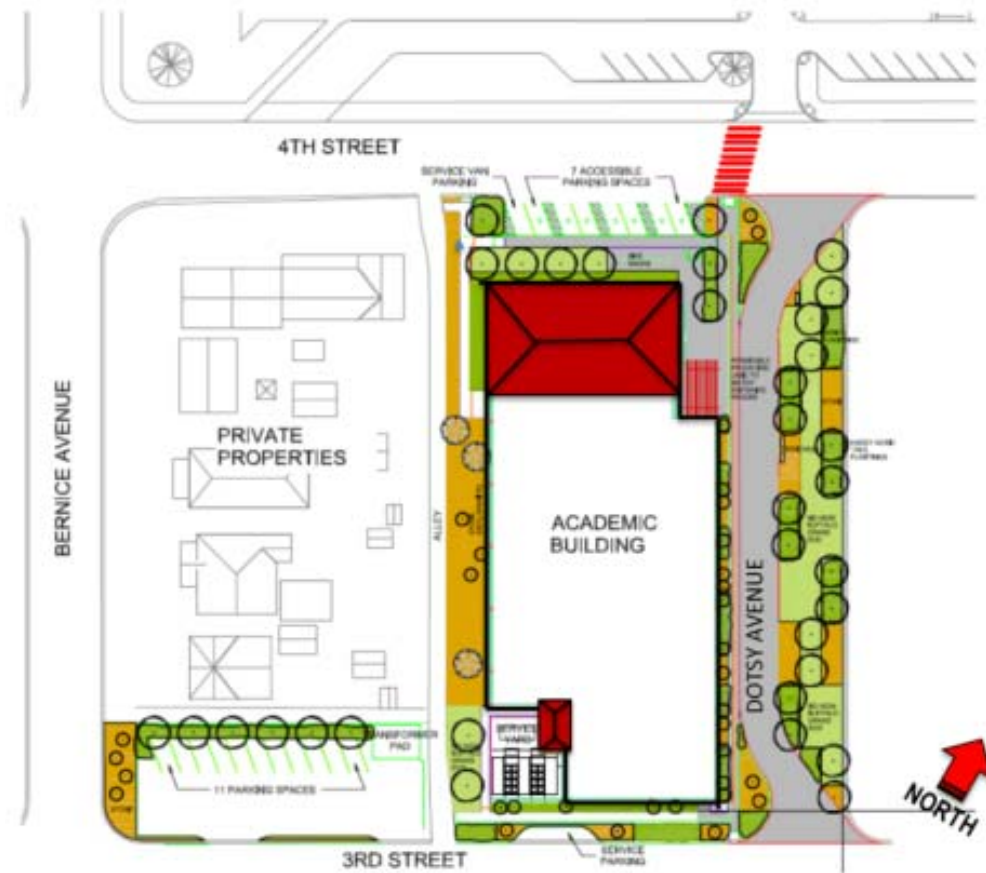 4TH STREET
SERVICE VAN
PARKING
7 ACCESSIBLE
PARKING SPACES
BERNICE AVENUE
PRIVATE
PROPERTIES
ALLEY
ACADEMIC
BUILDING
DOTSY AVENUE
SERVICE
YARD
TRANSFORMER
PAD
11 PARKING SPACES
3RD STREET
SERVICE
PARKING
NORTH